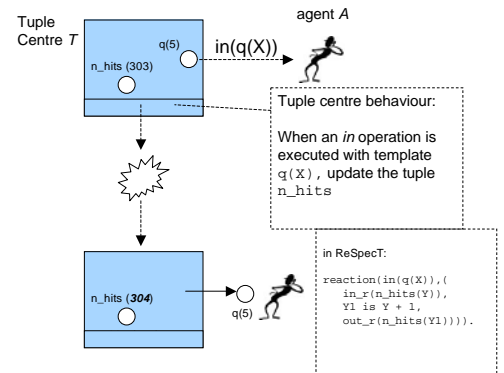 Tuple
Centre T
agent A
q(5)
in(q(X))
n_hits (303)
Tuple centre behaviour:
When an in operation is
executed with template
q(X), update the tuple
n_hits
n_hits (304)
q(5)
in ReSpecT:
reaction(in(q(X)),(
in_r(n_hits(Y)),
Y1 is Y + 1,
out_r(n_hits(Y1)))).